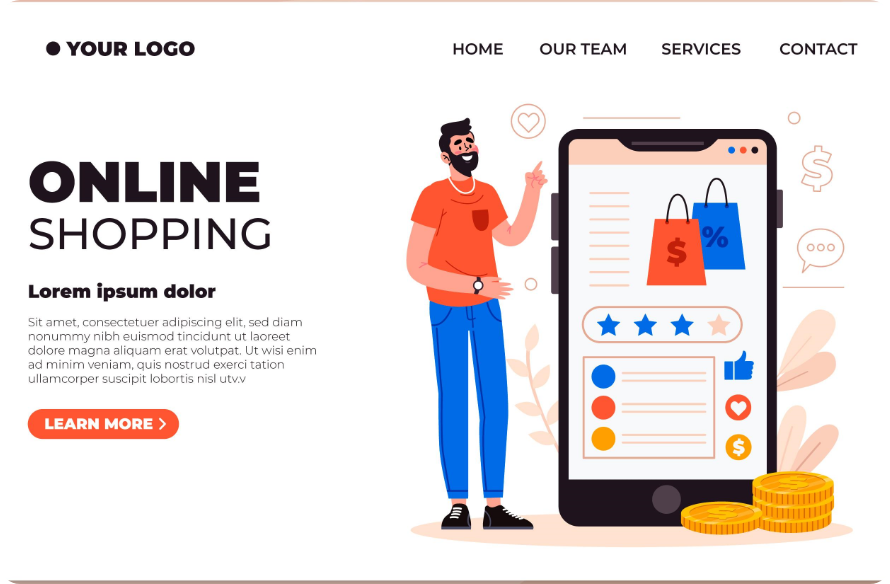 YOUR LOGO
HOME OUR TEAM SERVICES CONTACT
ONLINE
SHOPPING
Lorem ipsum dolor
Sit amet, consectetuer adipiscing elit, sed diam
nonummy nibh euismod tincidunt ut laoreet
dolore magna aliquam erat volutpat. Ut wisi enim
ad minim veniam, quis nostrud exerci tation
ullamcorper suscipit lobortis nisl utv.v
LEARN MORE
$
$
%
$
$